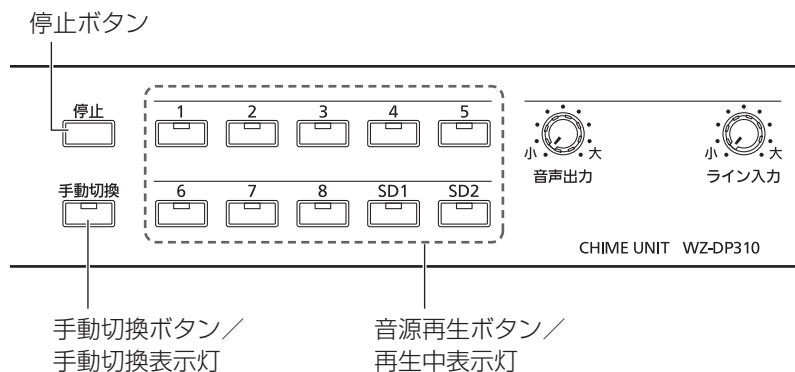 停止ボタン
停止 1 2 3 4 5
小 大 小 大
音声出力 ライン入力
手動切換 6 7 8 SD1 SD2
CHIME UNIT WZ-DP310
手動切換ボタン／ 音源再生ボタン／
手動切換表示灯 再生中表示灯